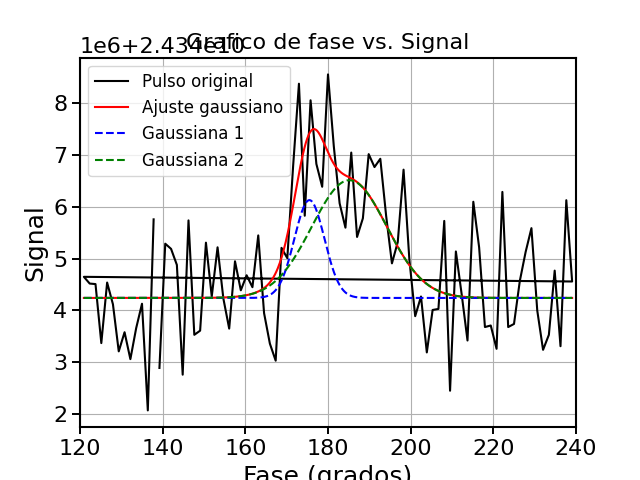 1e6+2.434e10
Grafico de fase vs. Signal
Pulso original
Ajuste gaussiano
Gaussiana 1
Gaussiana 2
Signal
8
7
6
5
4
3
2
120 140 160 180 200 220 240
Fase (grados)